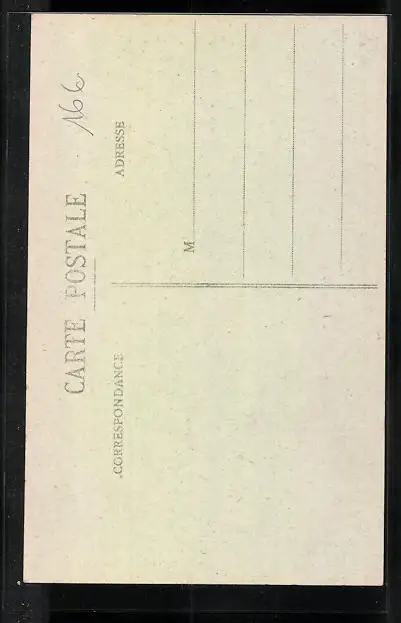 166
CARTE POSTALE
CORRESPONDANCE
ADRESSE
M